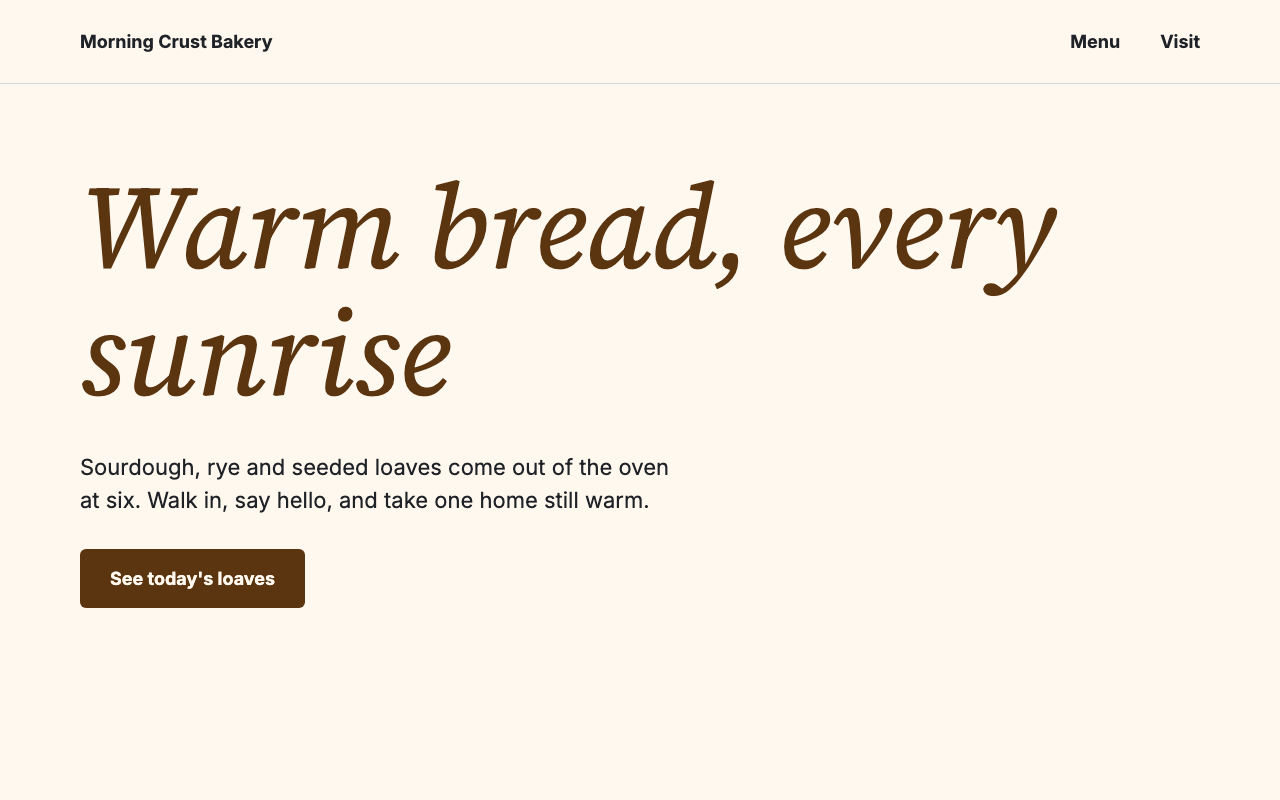 Morning Crust Bakery
Menu
Visit
Warm bread, every
sunrise
Sourdough, rye and seeded loaves come out of the oven
at six. Walk in, say hello, and take one home still warm.
See today's loaves